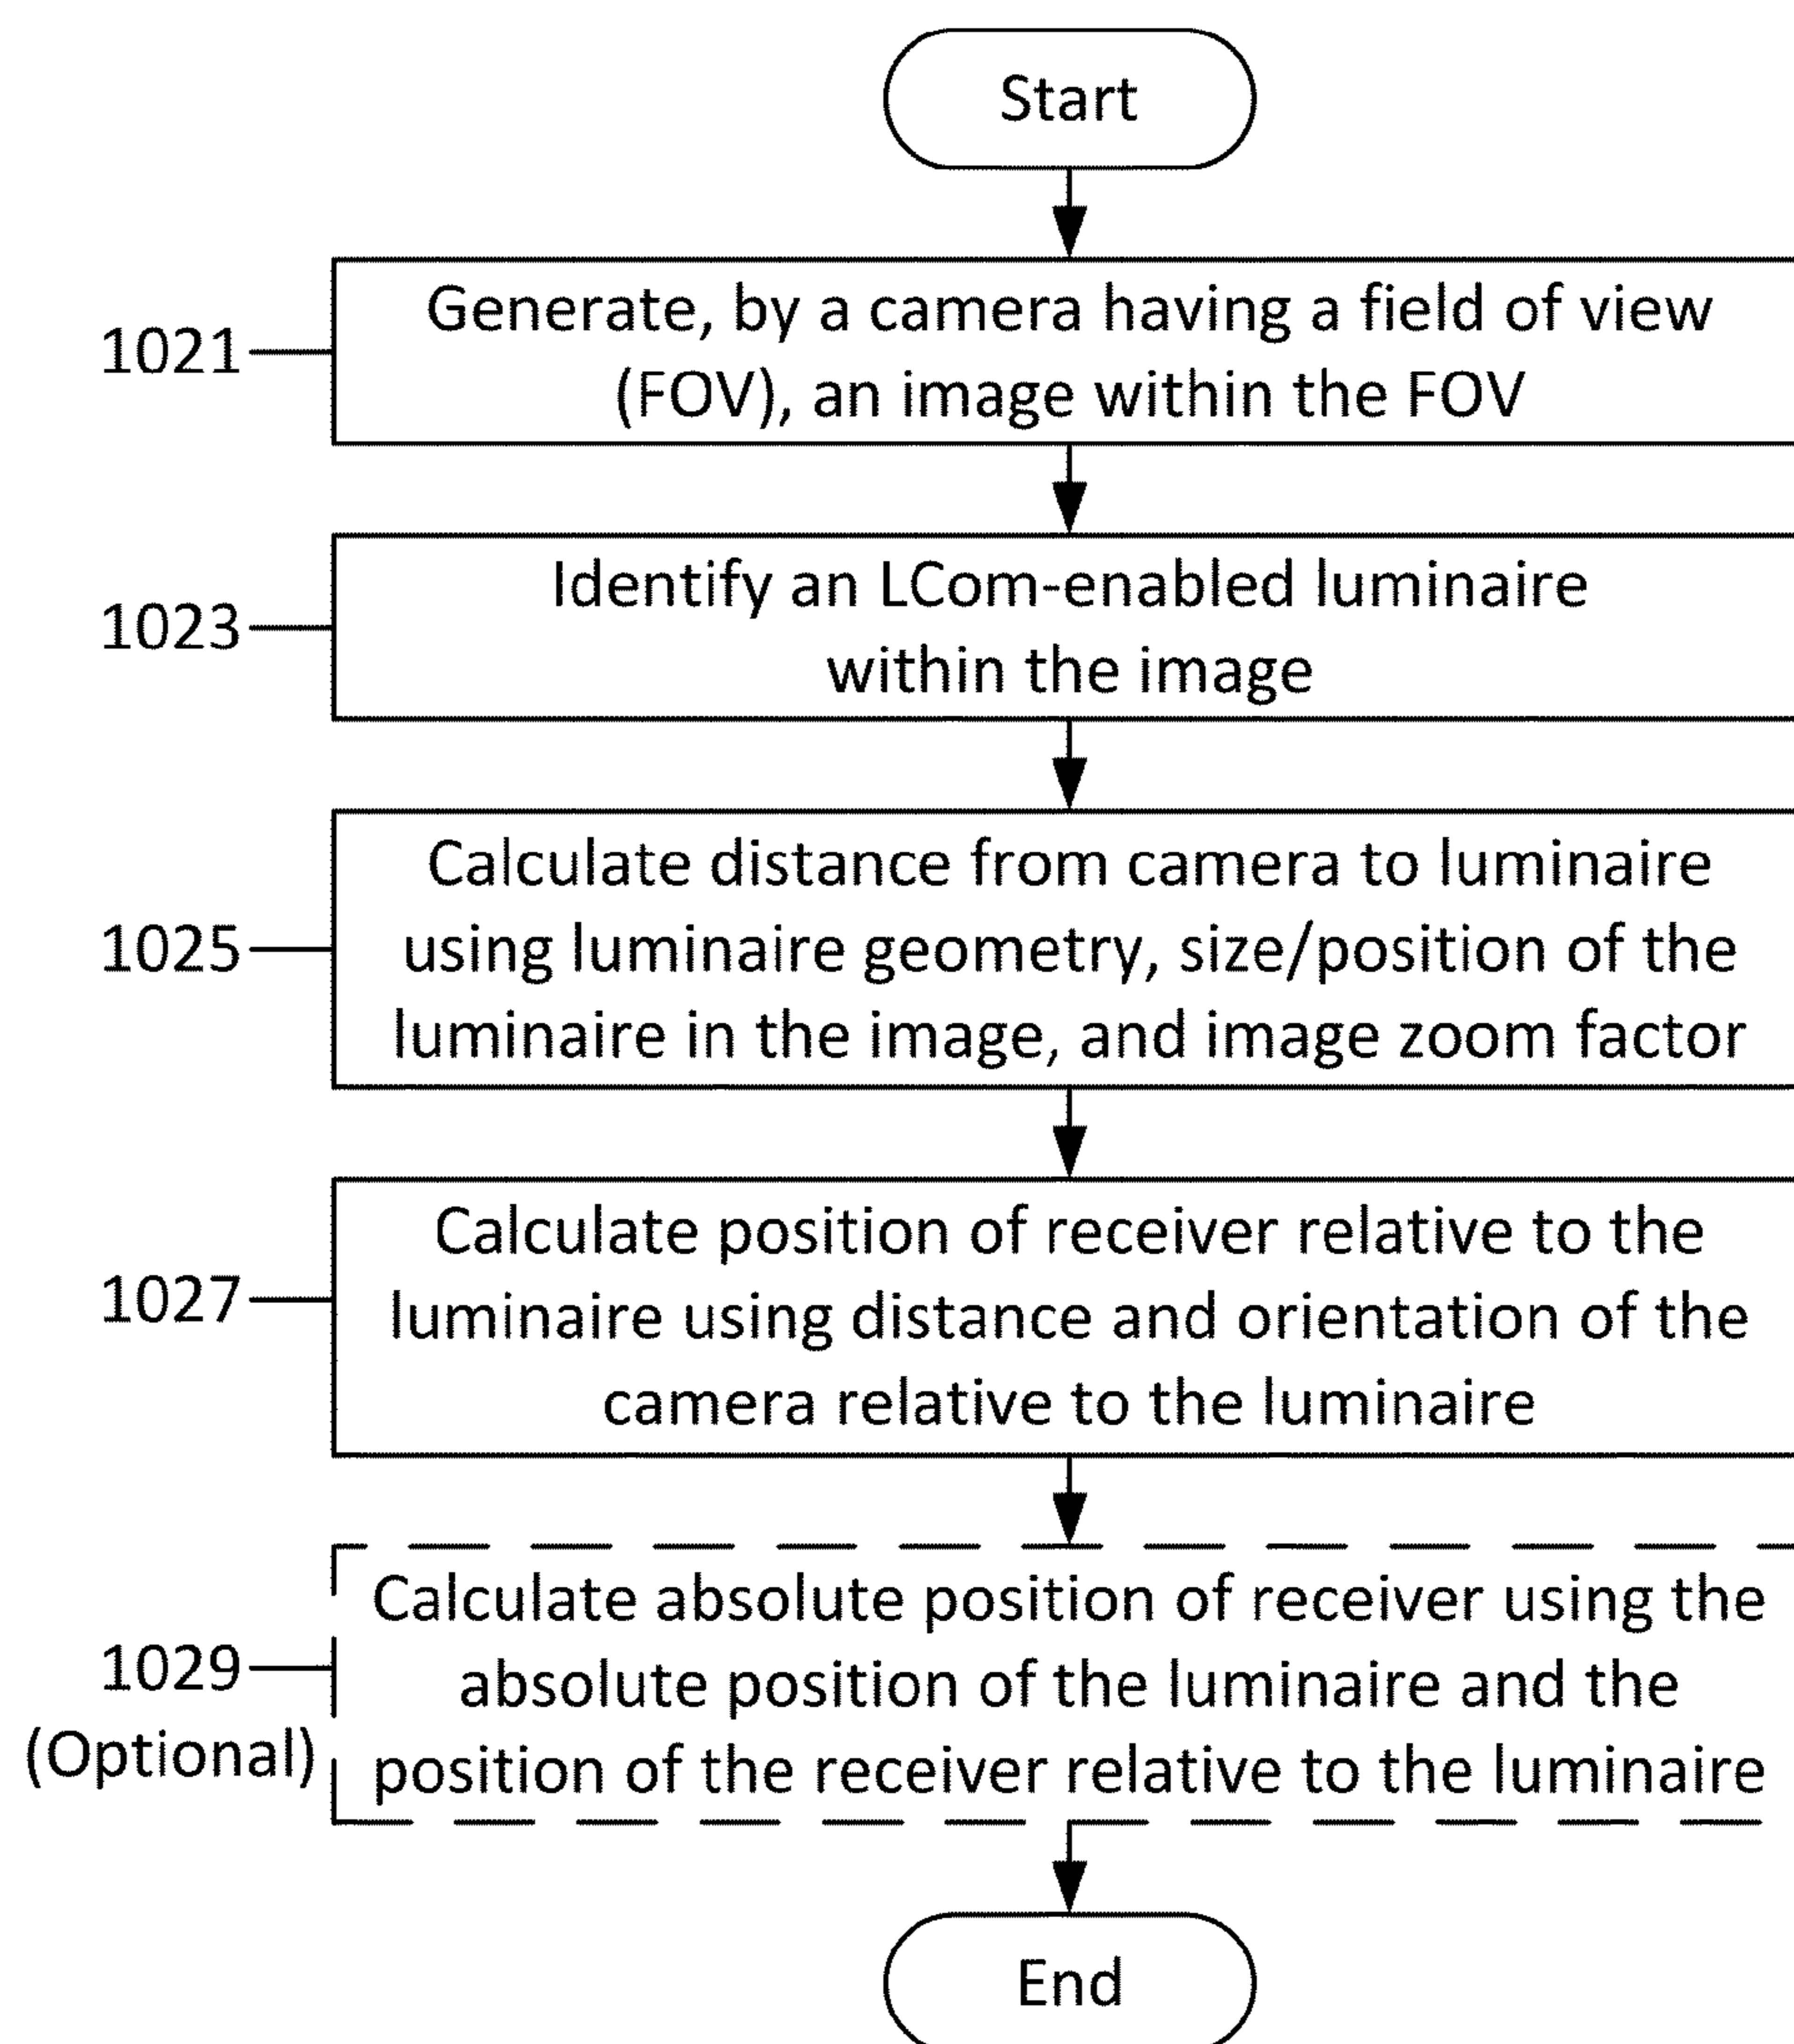 Start
1021
Generate, by a camera having a field of view
(FOV), an image within the FOV
1023
Identify an LCom-enabled luminaire
within the image
1025
Calculate distance from camera to luminaire
using luminaire geometry, size/position of the
luminaire in the image, and image zoom factor
1027
Calculate position of receiver relative to the
luminaire using distance and orientation of the
camera relative to the luminaire
1029
(Optional)
Calculate absolute position of receiver using the
absolute position of the luminaire and the
position of the receiver relative to the luminaire
End